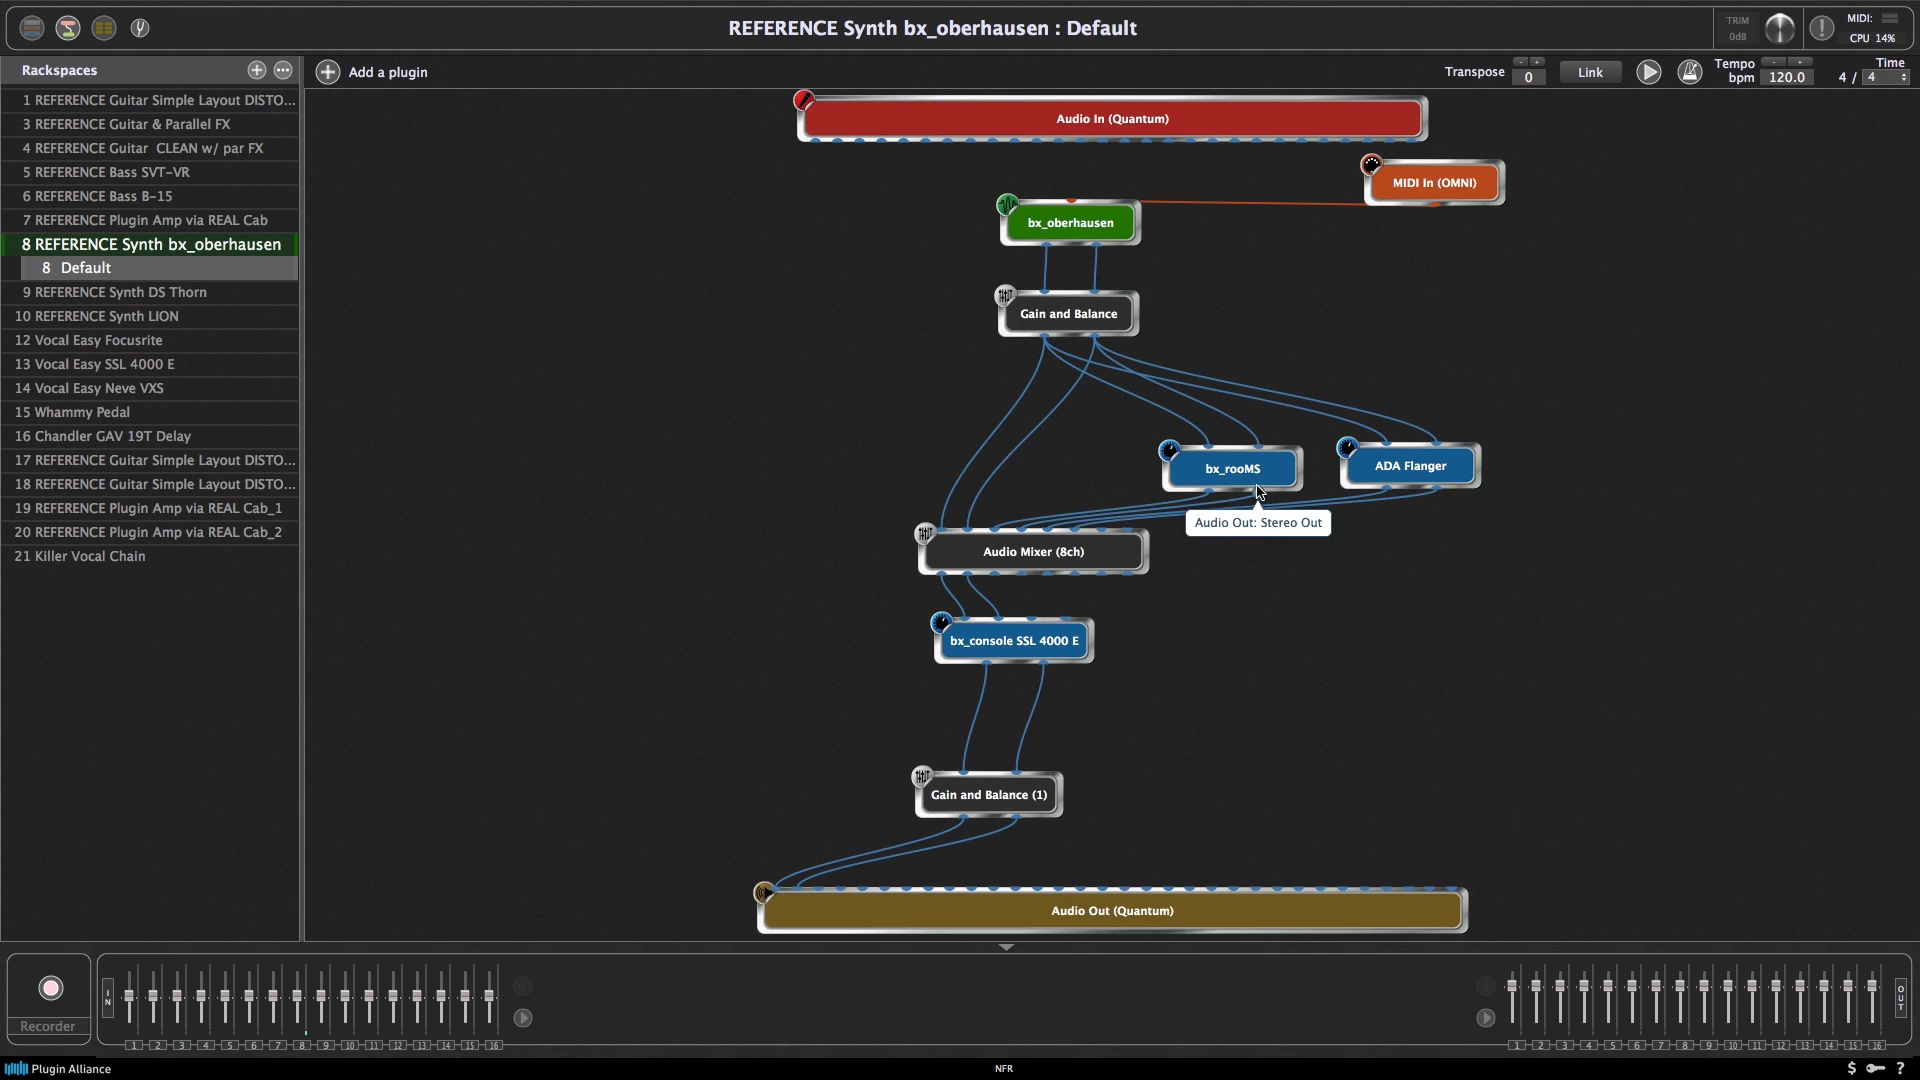 REFERENCE Synth bx_oberhausen : Default
TRIM
0dB
MIDI:
CPU 14%
Rackspaces
Add a plugin
Transpose
- +
0
Link
Tempo
bpm
- +
120.0
Time
4 / 4
1 REFERENCE Guitar Simple Layout DISTO...
3 REFERENCE Guitar & Parallel FX
4 REFERENCE Guitar  CLEAN w/ par FX
5 REFERENCE Bass SVT-VR
6 REFERENCE Bass B-15
7 REFERENCE Plugin Amp via REAL Cab
8 REFERENCE Synth bx_oberhausen
8 Default
9 REFERENCE Synth DS Thorn
10 REFERENCE Synth LION
12 Vocal Easy Focusrite
13 Vocal Easy SSL 4000 E
14 Vocal Easy Neve VXS
15 Whammy Pedal
16 Chandler GAV 19T Delay
17 REFERENCE Guitar Simple Layout DISTO...
18 REFERENCE Guitar Simple Layout DISTO...
19 REFERENCE Plugin Amp via REAL Cab_1
20 REFERENCE Plugin Amp via REAL Cab_2
21 Killer Vocal Chain
Audio In (Quantum)
MIDI In (OMNI)
bx_oberhausen
Gain and Balance
bx_rooMS
ADA Flanger
Audio Out: Stereo Out
Audio Mixer (8ch)
bx_console SSL 4000 E
Gain and Balance (1)
Audio Out (Quantum)
Recorder
IN
1 2 3 4 5 6 7 8 9 10 11 12 13 14 15 16
1 2 3 4 5 6 7 8 9 10 11 12 13 14 15 16
OUT
Plugin Alliance
NFR
$ ?